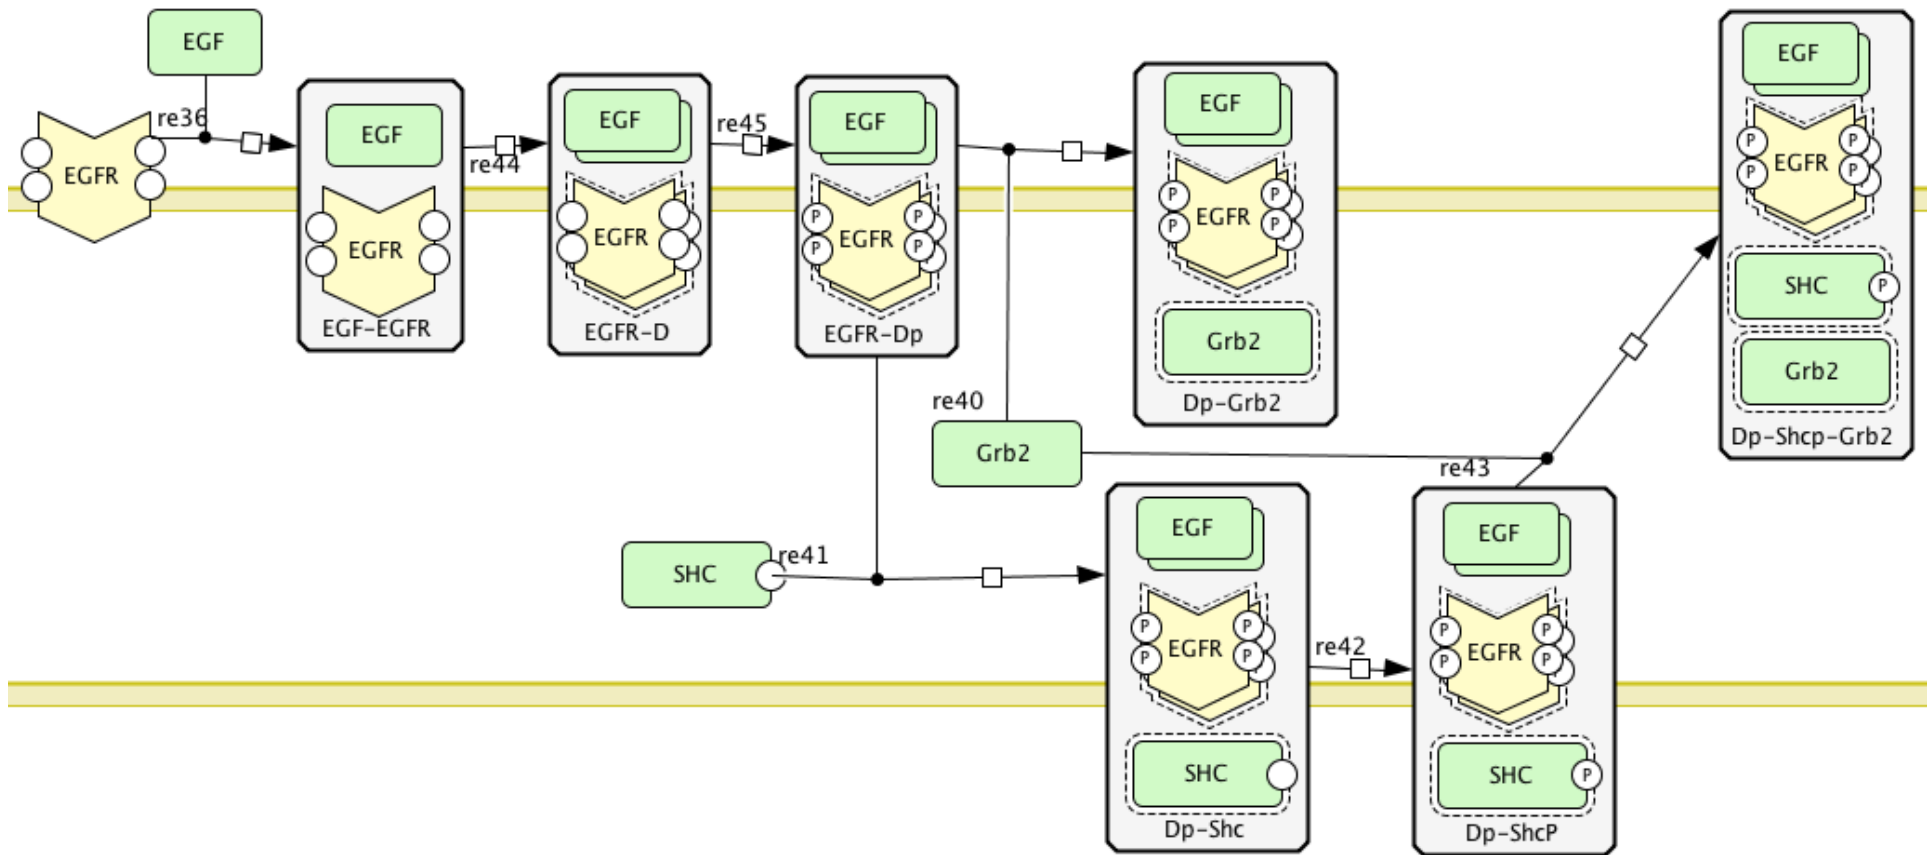 EGF
re36
EGFR
EGF
EGFR
EGF-EGFR
re44
EGF
EGFR
EGFR-D
re45
EGF
P
P
P
P
EGFR
EGFR-Dp
EGF
P
P
P
P
EGFR
Grb2
Dp-Grb2
re40
Grb2
re43
SHC
re41
EGF
P
P
P
P
EGFR
SHC
Dp-Shc
re42
EGF
P
P
P
P
EGFR
SHC
P
Dp-ShcP
EGF
P
P
P
P
EGFR
SHC
P
Grb2
Dp-Shcp-Grb2